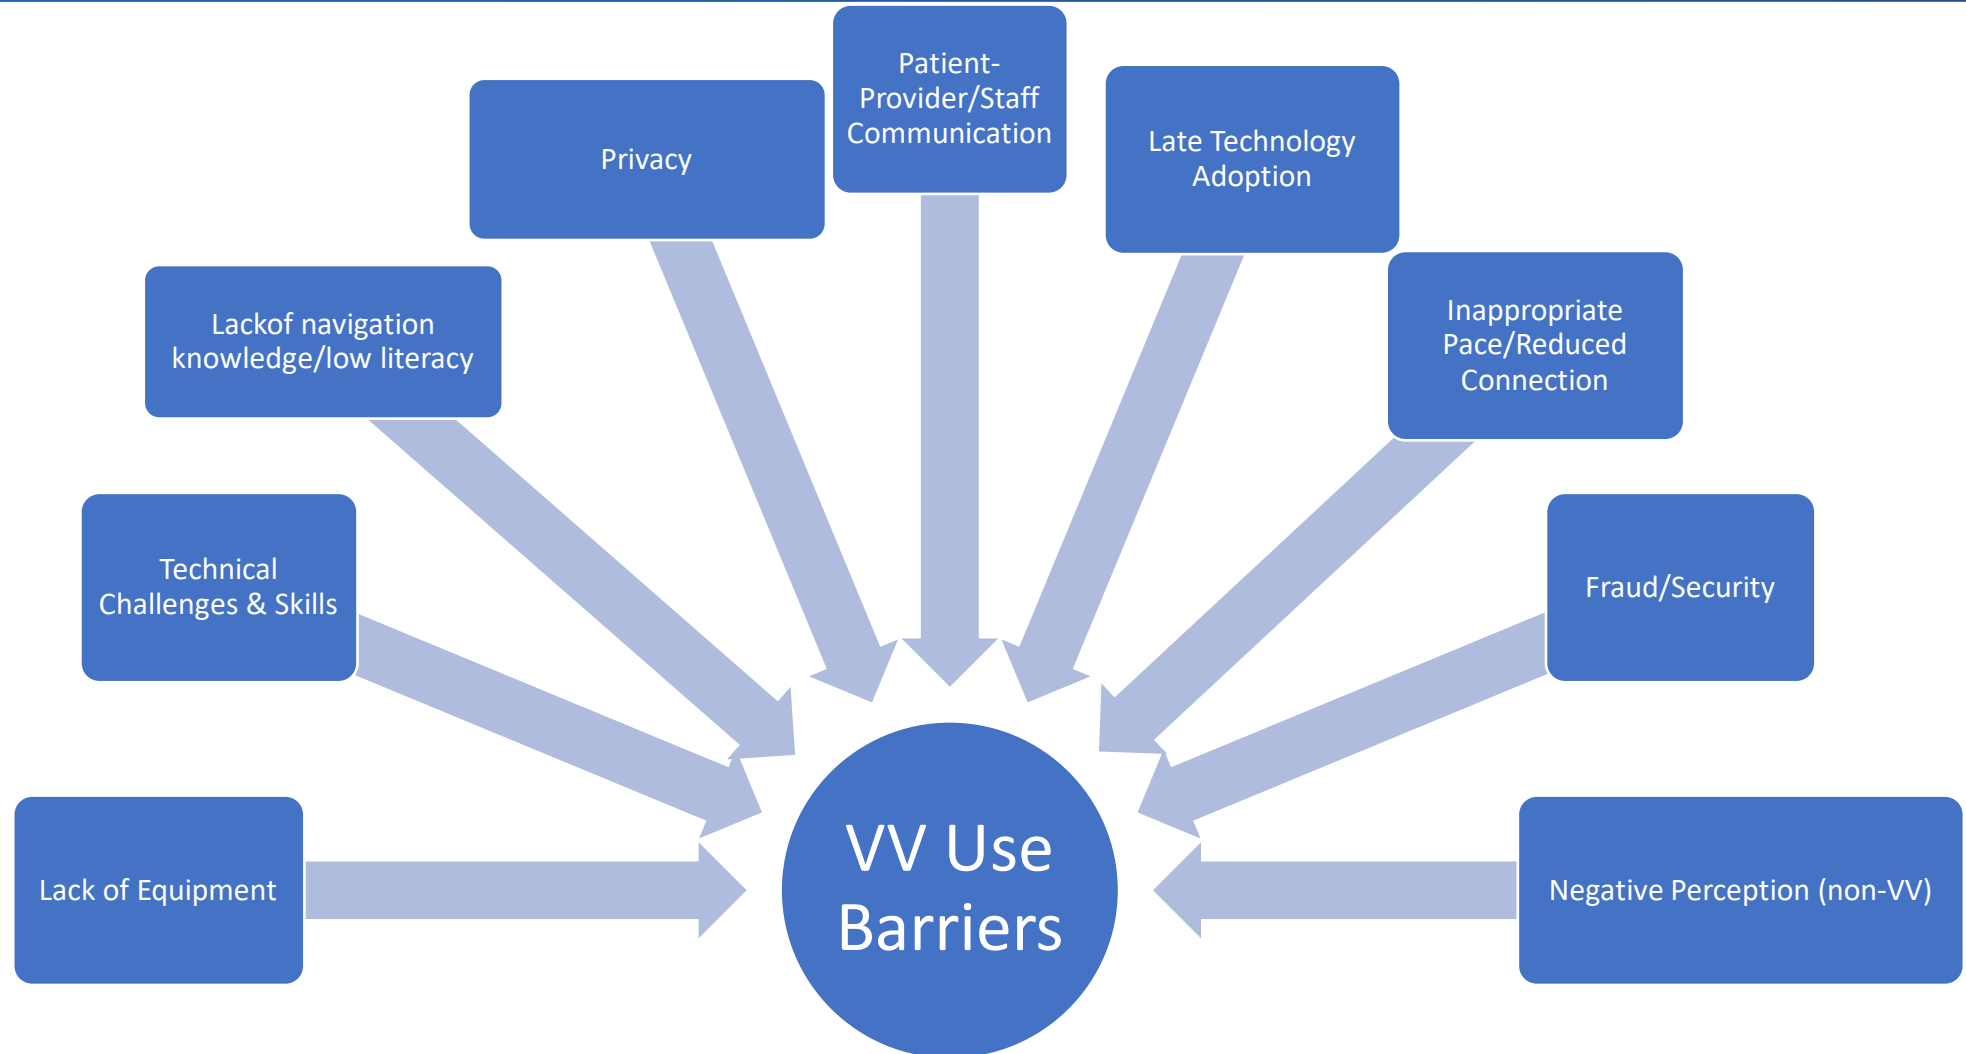 Patient-
Provider/Staff
Communication
Privacy
Late Technology
Adoption
Lackof navigation
knowledge/low literacy
Inappropriate
Pace/Reduced
Connection
Technical
Challenges & Skills
Fraud/Security
Lack of Equipment
VV Use
Barriers
Negative Perception (non-VV)